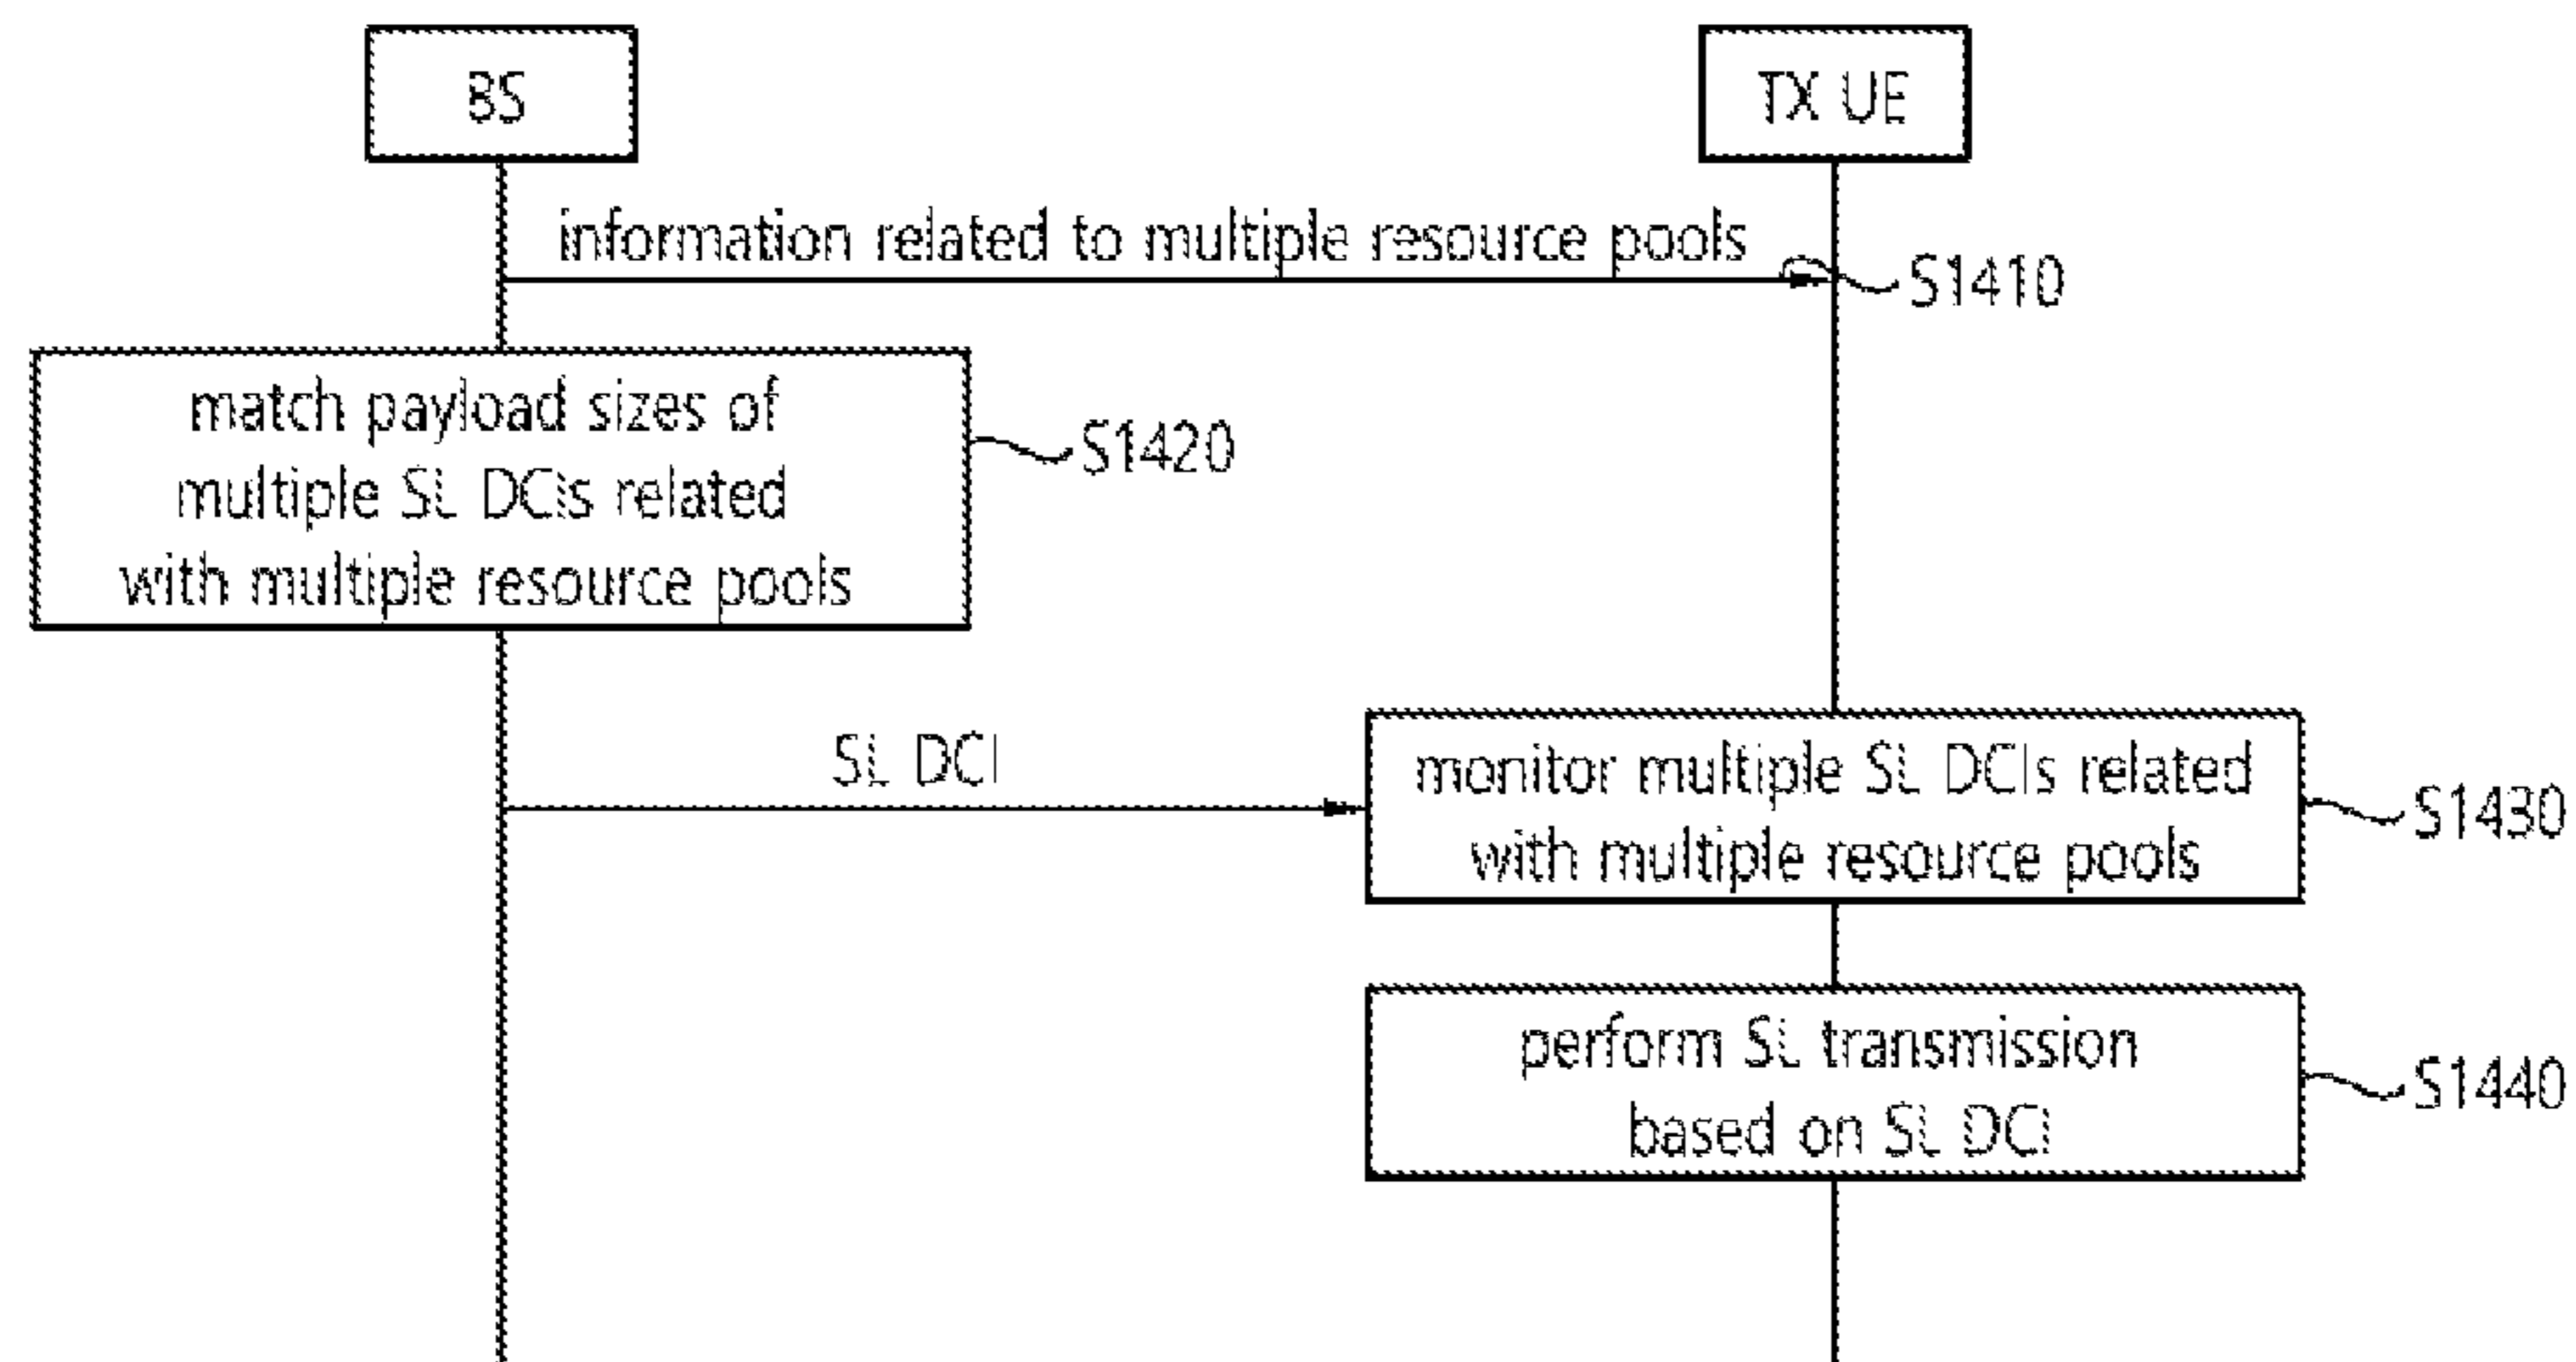 BS
TX UE
information related to multiple resource pools
S1410
match payload sizes of
multiple SL DCIs related
with multiple resource pools
S1420
SL DCI
monitor multiple SL DCIs related
with multiple resource pools
S1430
perform SL transmission
based on SL DCI
S1440